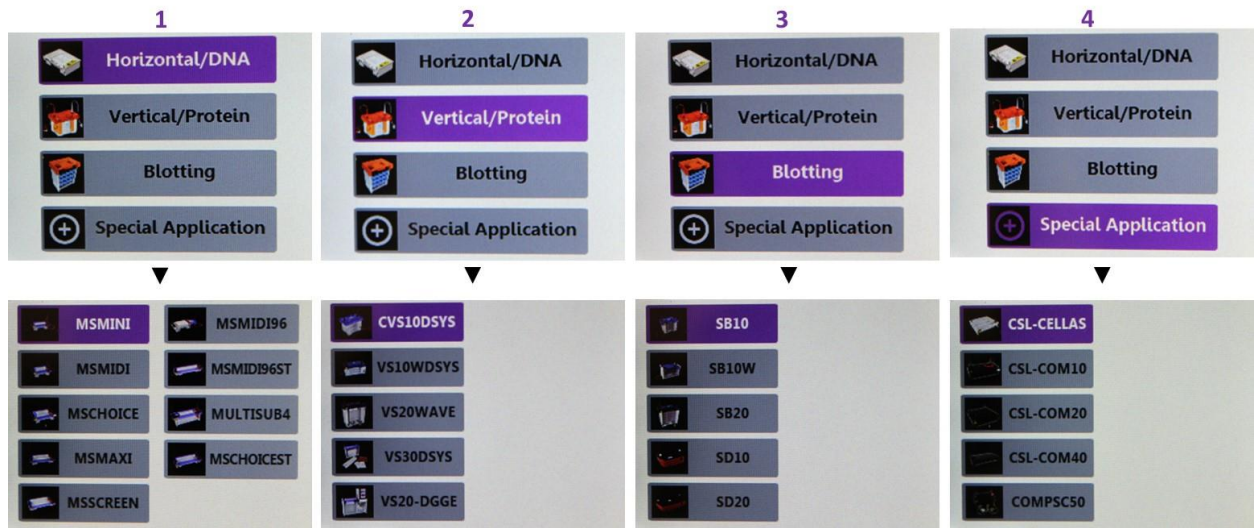 1
Horizontal/DNA
Vertical/Protein
Blotting
Special Application
▼
MSMINI
MSMIDI
MSCHOICE
MSMAXI
MSSCREEN
MSMIDI96
MSMIDI96ST
MULTISUB4
MSCHOICEST
2
Horizontal/DNA
Vertical/Protein
Blotting
Special Application
▼
CVS10DSYS
VS10WDSYS
VS20WAVE
VS30DSYS
VS20-DGGE
3
Horizontal/DNA
Vertical/Protein
Blotting
Special Application
▼
SB10
SB10W
SB20
SD10
SD20
4
Horizontal/DNA
Vertical/Protein
Blotting
Special Application
▼
CSL-CELLAS
CSL-COM10
CSL-COM20
CSL-COM40
COMPSC50